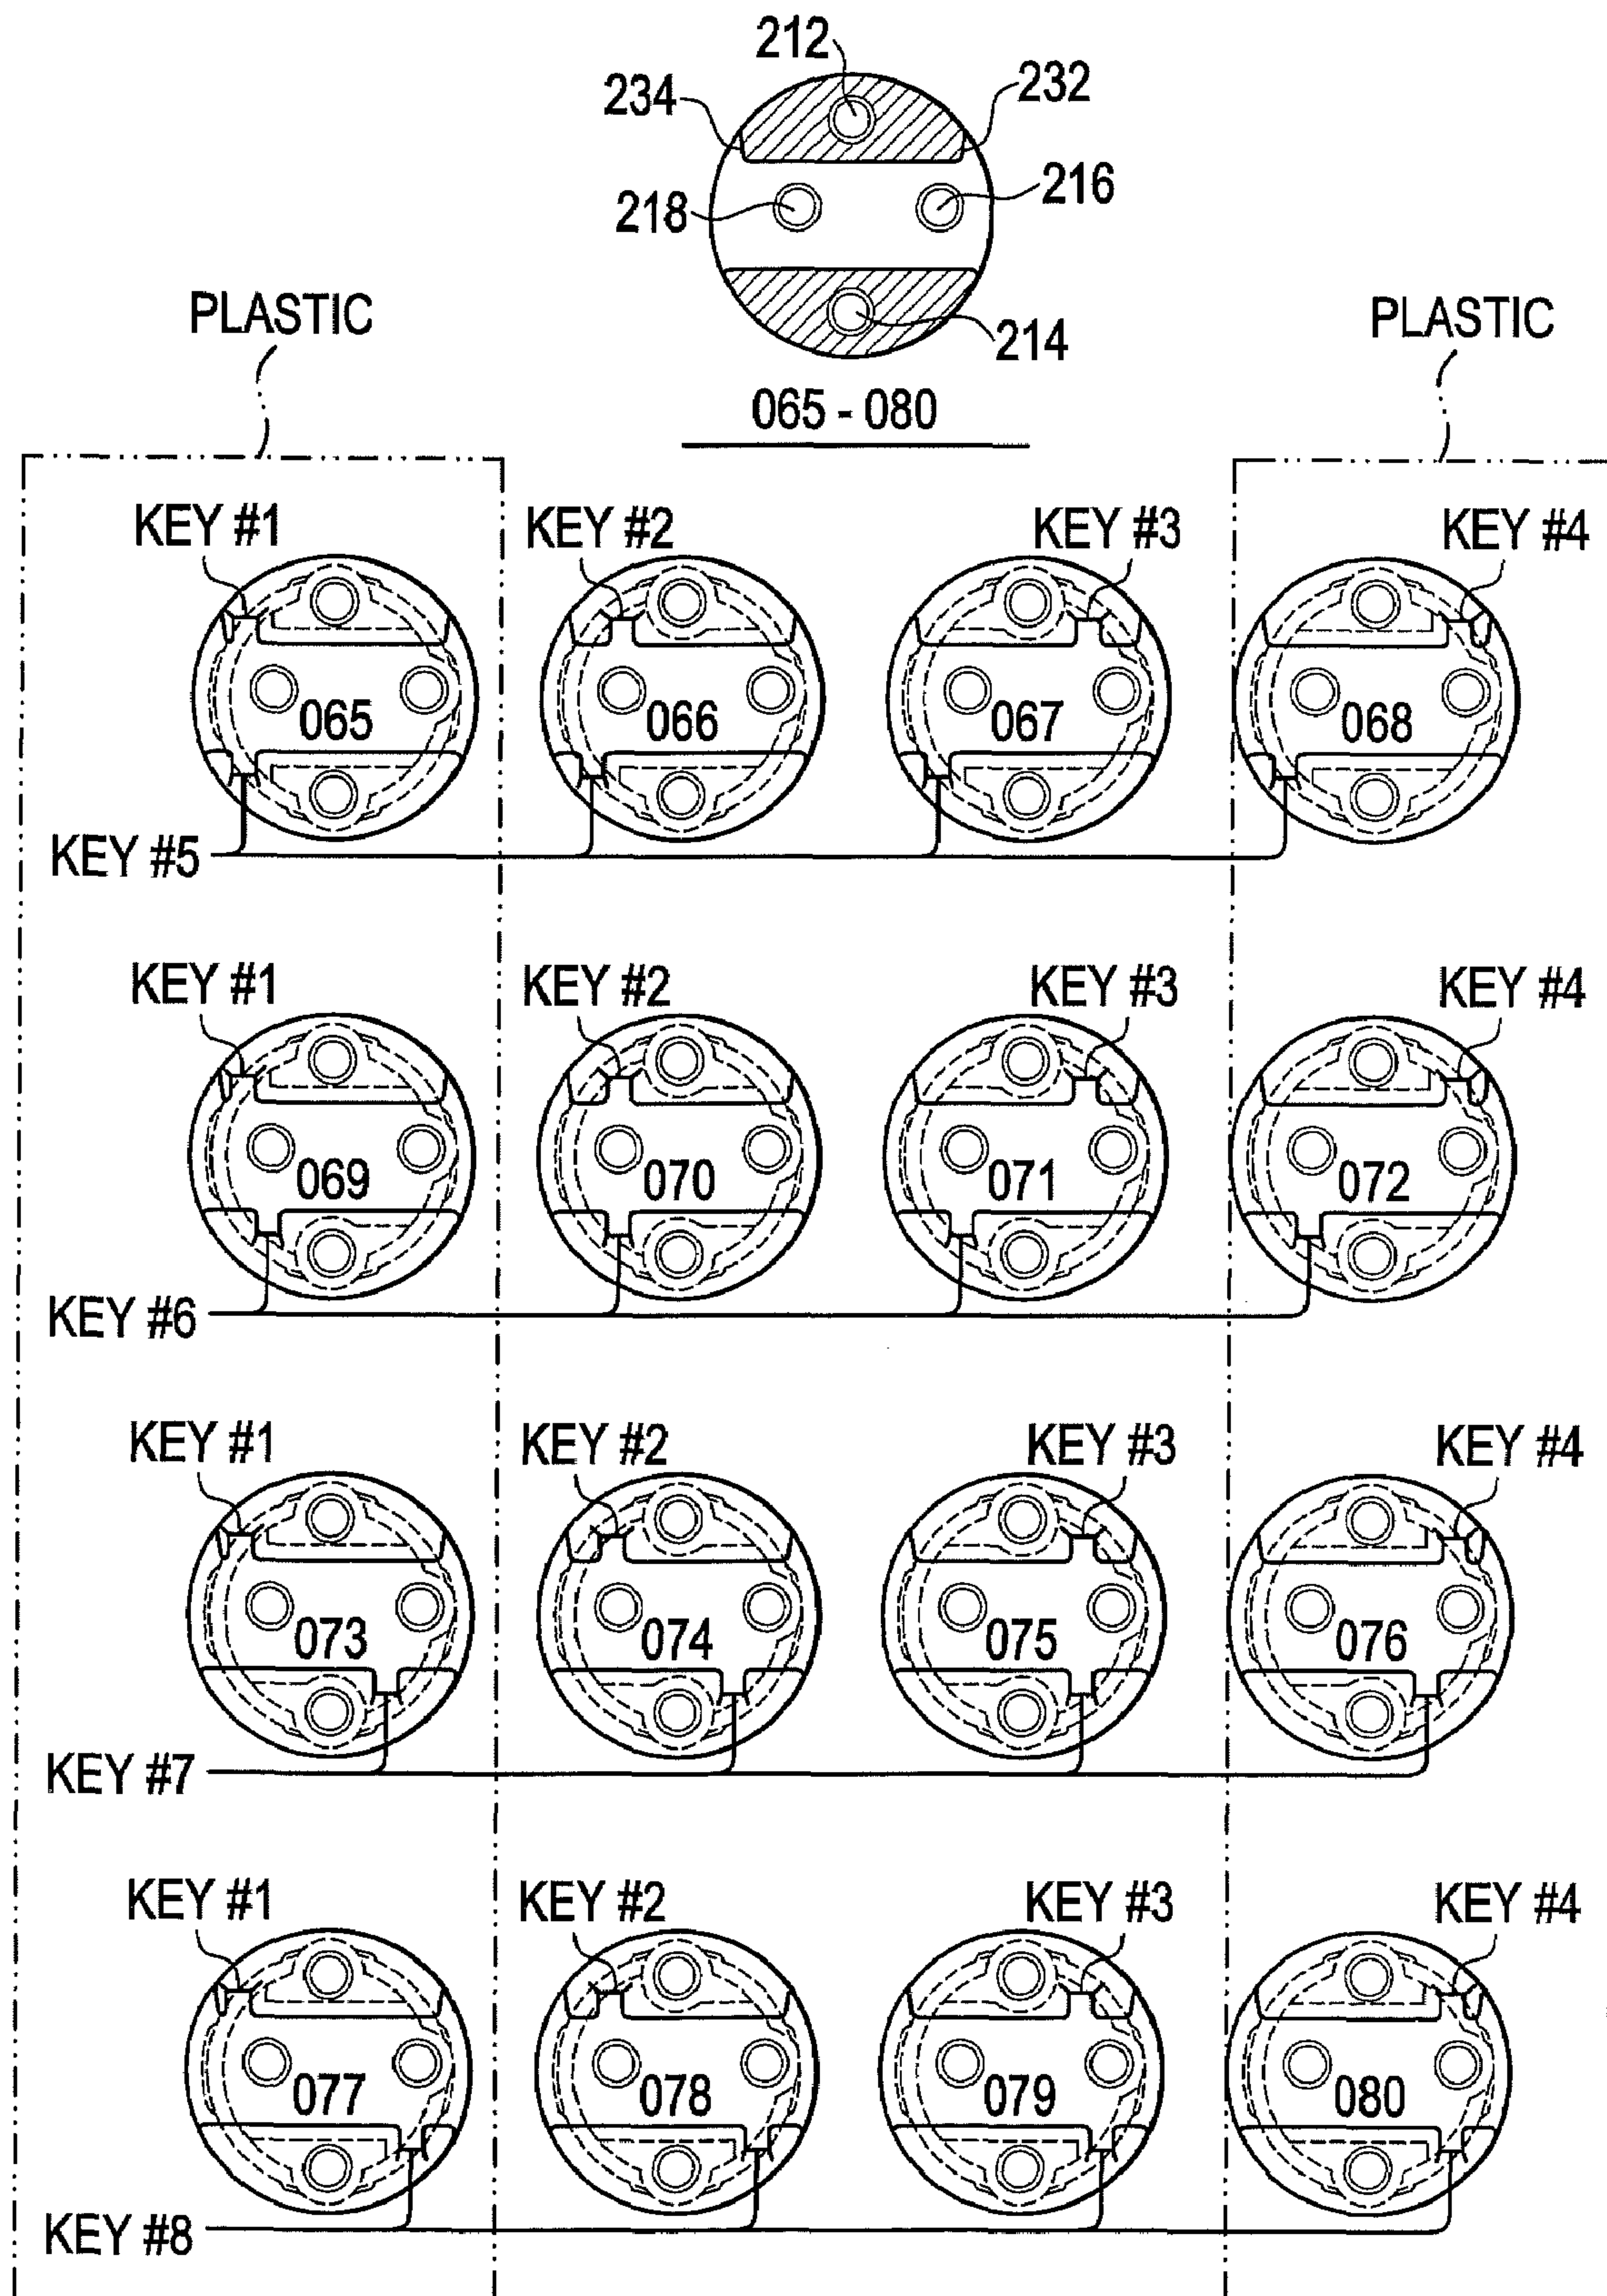 212
234
232
218
216
214
PLASTIC
PLASTIC
065 - 080
KEY #1
KEY #2
KEY #3
KEY #4
065
066
067
068
KEY #5
KEY #1
KEY #2
KEY #3
KEY #4
069
070
071
072
KEY #6
KEY #1
KEY #2
KEY #3
KEY #4
073
074
075
076
KEY #7
KEY #1
KEY #2
KEY #3
KEY #4
077
078
079
080
KEY #8